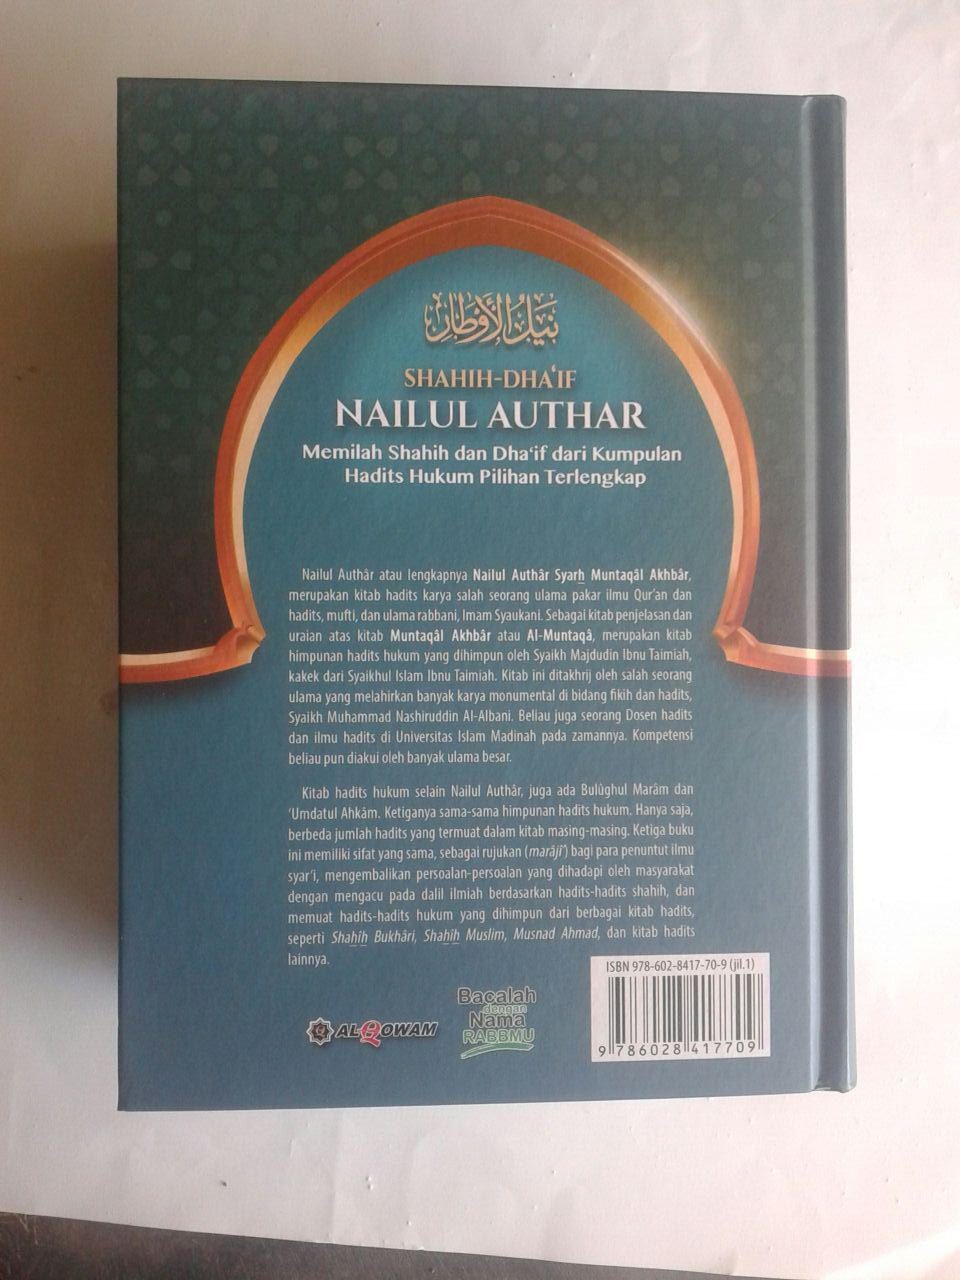 نيل الأوطار
SHAHIH-DHA‘IF
NAILUL AUTHAR
Memilah Shahih dan Dha‘if dari Kumpulan
Hadits Hukum Pilihan Terlengkap
Nailul Authâr atau lengkapnya Nailul Authâr Syarh Muntaqâl Akhbâr,
merupakan kitab hadits karya salah seorang ulama pakar ilmu Qur’an dan
hadits, mufti, dan ulama rabbani, Imam Syaukani. Sebagai kitab penjelasan dan
uraian atas kitab Muntaqâl Akhbâr atau Al-Muntaqâ, merupakan kitab
himpunan hadits hukum yang dihimpun oleh Syaikh Majdudin Ibnu Taimiah,
kakek dari Syaikhul Islam Ibnu Taimiah. Kitab ini ditakhrij oleh salah seorang
ulama yang melahirkan banyak karya monumental di bidang fikih dan hadits,
Syaikh Muhammad Nashiruddin Al-Albani. Beliau juga seorang Dosen hadits
dan ilmu hadits di Universitas Islam Madinah pada zamannya. Kompetensi
beliau pun diakui oleh banyak ulama besar.
Kitab hadits hukum selain Nailul Authâr, juga ada Bulûghul Marâm dan
‘Umdatul Ahkâm. Ketiganya sama-sama himpunan hadits hukum. Hanya saja,
berbeda jumlah hadits yang termuat dalam kitab masing-masing. Ketiga buku
ini memiliki sifat yang sama, sebagai rujukan (marâji‘) bagi para penuntut ilmu
syar‘i, mengembalikan persoalan-persoalan yang dihadapi oleh masyarakat
dengan mengacu pada dalil ilmiah berdasarkan hadits-hadits shahih, dan
memuat hadits-hadits hukum yang dihimpun dari berbagai kitab hadits,
seperti Shahîh Bukhâri, Shahîh Muslim, Musnad Ahmad, dan kitab hadits
lainnya.
ISBN 978-602-8417-70-9 (jil.1)
9 786028 417709
AL-QOWAM
Bacalah
dengan
Nama
RABBMU